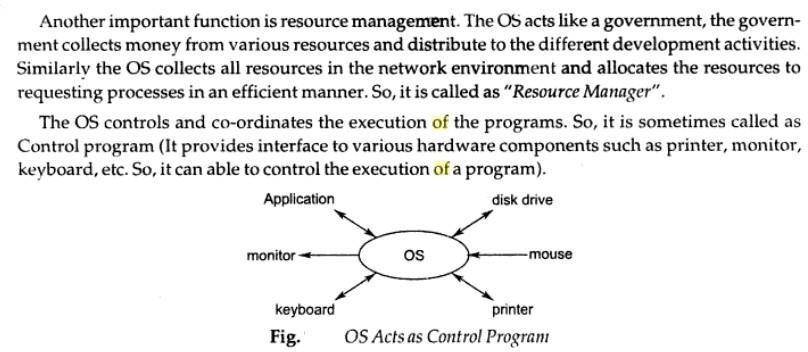 Another important function is resource management. The OS acts like a government, the govern-
ment collects money from various resources and distribute to the different development activities.
Similarly the OS collects all resources in the network environment and allocates the resources to
requesting processes in an efficient manner. So, it is called as "Resource Manager".
The OS controls and co-ordinates the execution of the programs. So, it is sometimes called as
Control program (It provides interface to various hardware components such as printer, monitor,
keyboard, etc. So, it can able to control the execution of a program).
Application
disk drive
monitor
OS
mouse
keyboard
printer
Fig. OS Acts as Control Program